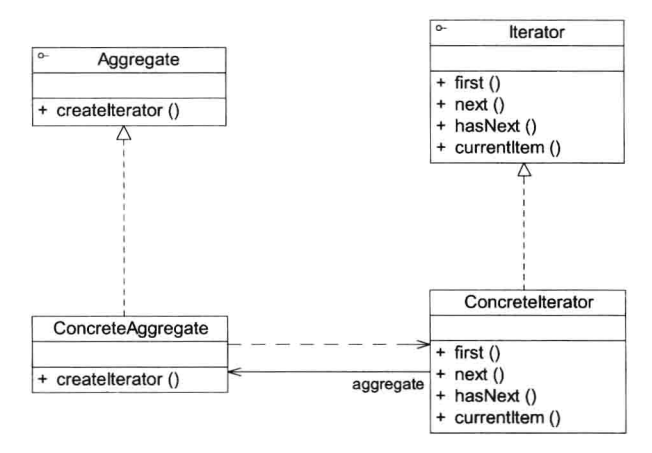 Aggregate
+ createIterator ()
Iterator
+ first ()
+ next ()
+ hasNext ()
+ currentItem ()
ConcreteAggregate
+ createIterator ()
aggregate
ConcreteIterator
+ first ()
+ next ()
+ hasNext ()
+ currentItem ()